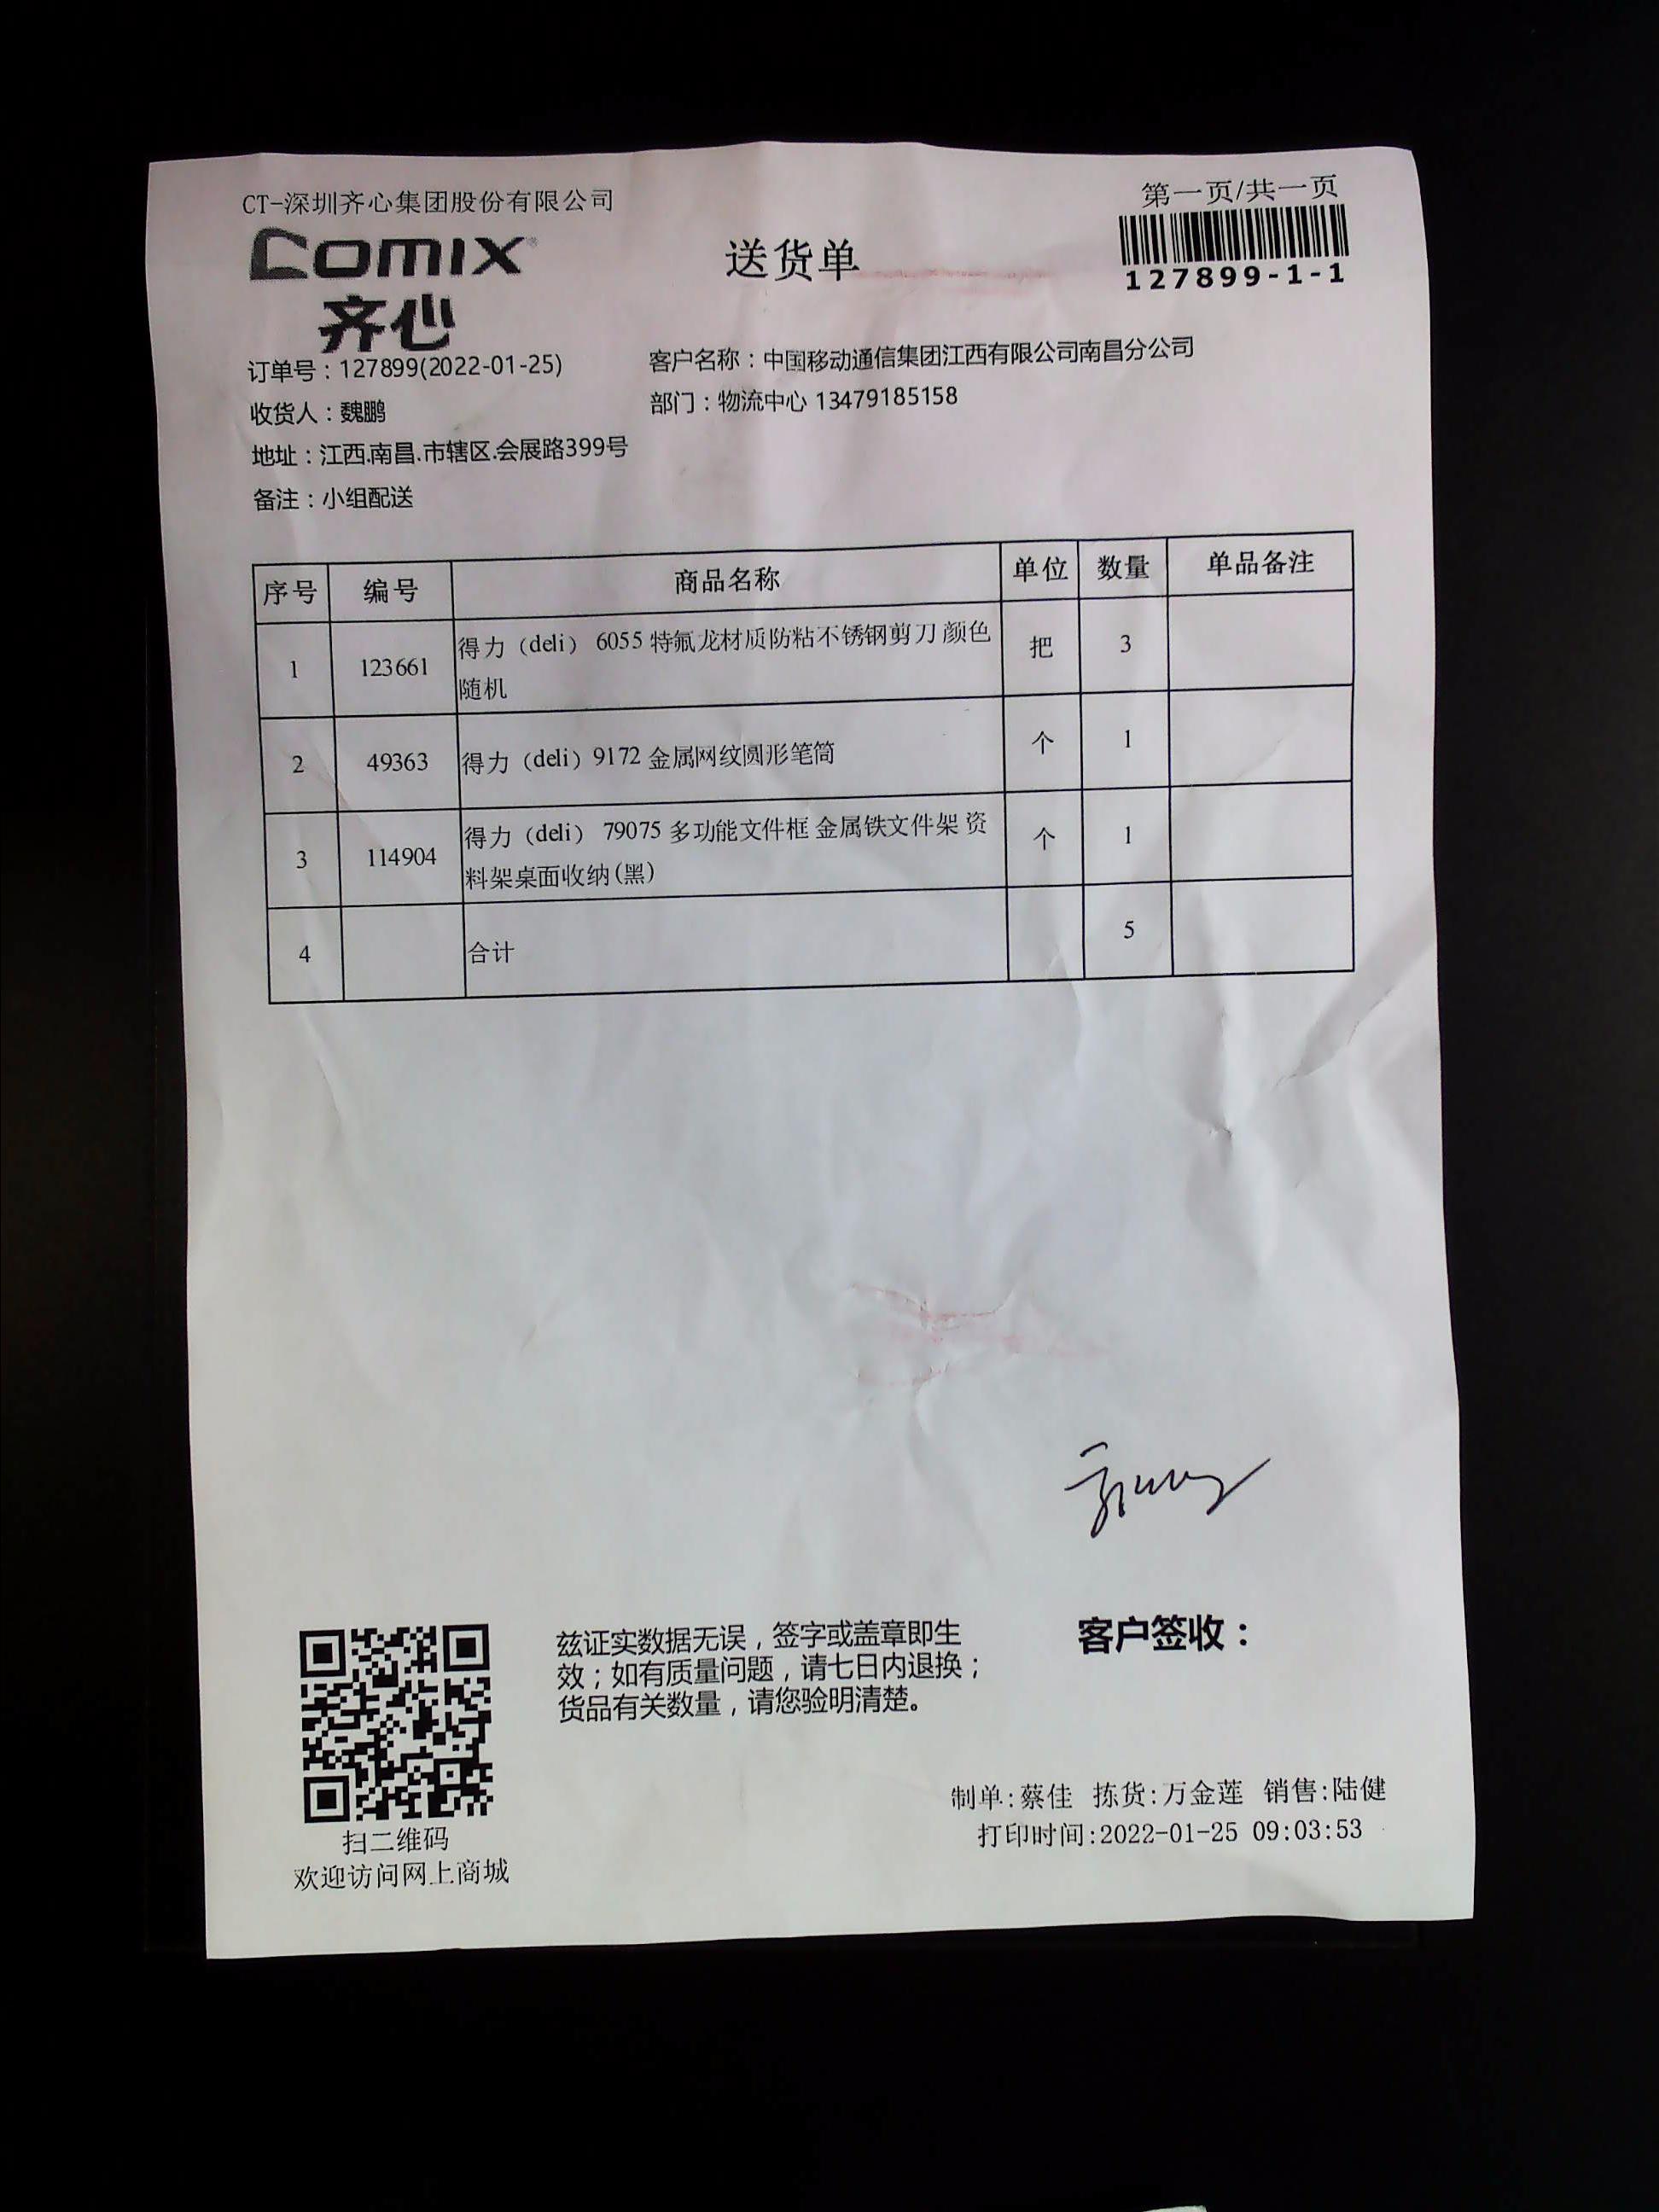 CT-深圳齐心集团股份有限公司
第一页/共一页
comix
齐心
送货单
127899-1-1
订单号：127899(2022-01-25)
客户名称：中国移动通信集团江西有限公司南昌分公司
收货人：魏鹏
部门：物流中心 13479185158
地址：江西.南昌.市辖区.会展路399号
备注：小组配送
序号 编号 商品名称 单位 数量 单品备注
1 123661 得力（deli） 6055 特氟龙材质防粘不锈钢剪刀 颜色 把 3
随机
2 49363 得力（deli）9172 金属网纹圆形笔筒 个 1
3 114904 得力（deli） 79075 多功能文件框 金属铁文件架 资 个 1
料架桌面收纳(黑)
4 合计 5
兹证实数据无误，签字或盖章即生
效；如有质量问题，请七日内退换；
货品有关数量，请您验明清楚。
客户签收：
扫二维码
欢迎访问网上商城
制单:蔡佳 拣货:万金莲 销售:陆健
打印时间:2022-01-25 09:03:53